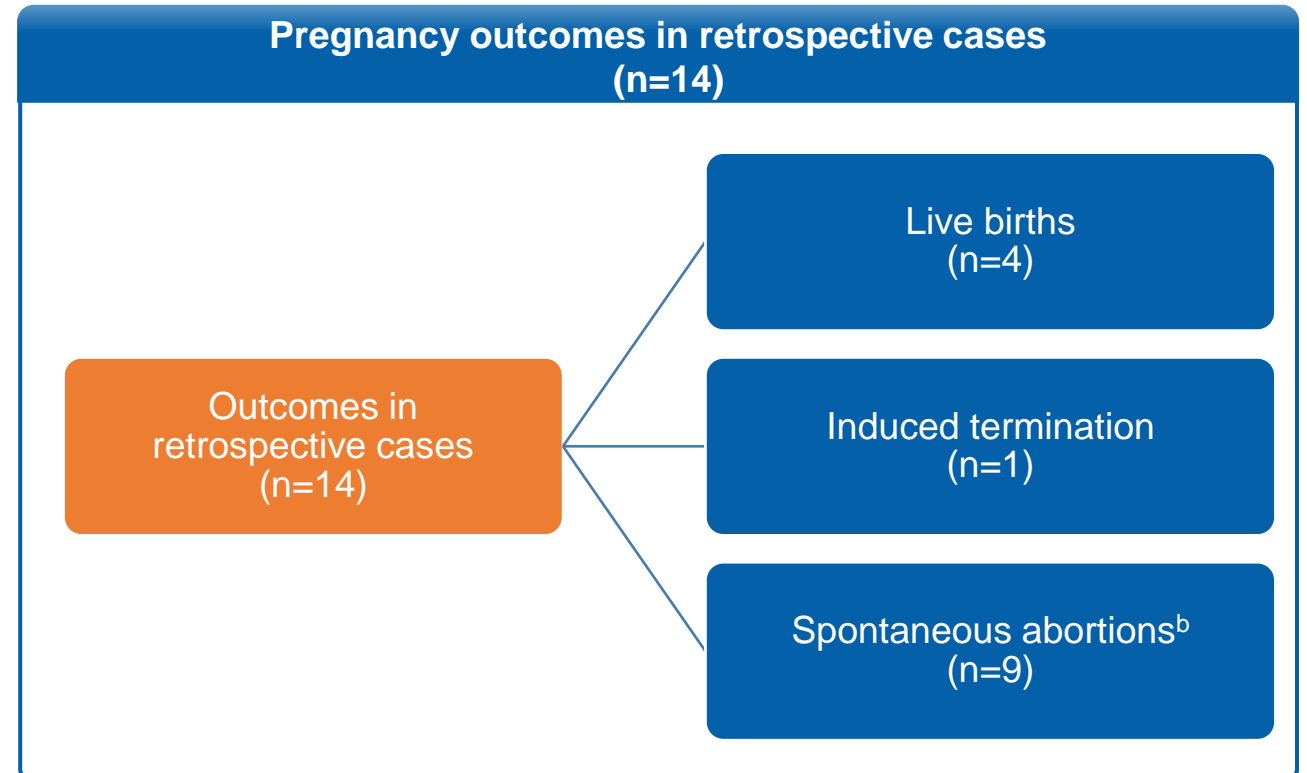 Pregnancy outcomes in retrospective cases
(n=14)
Outcomes in
retrospective cases
(n=14)
Live births
(n=4)
Induced termination
(n=1)
Spontaneous abortionsᵇ
(n=9)